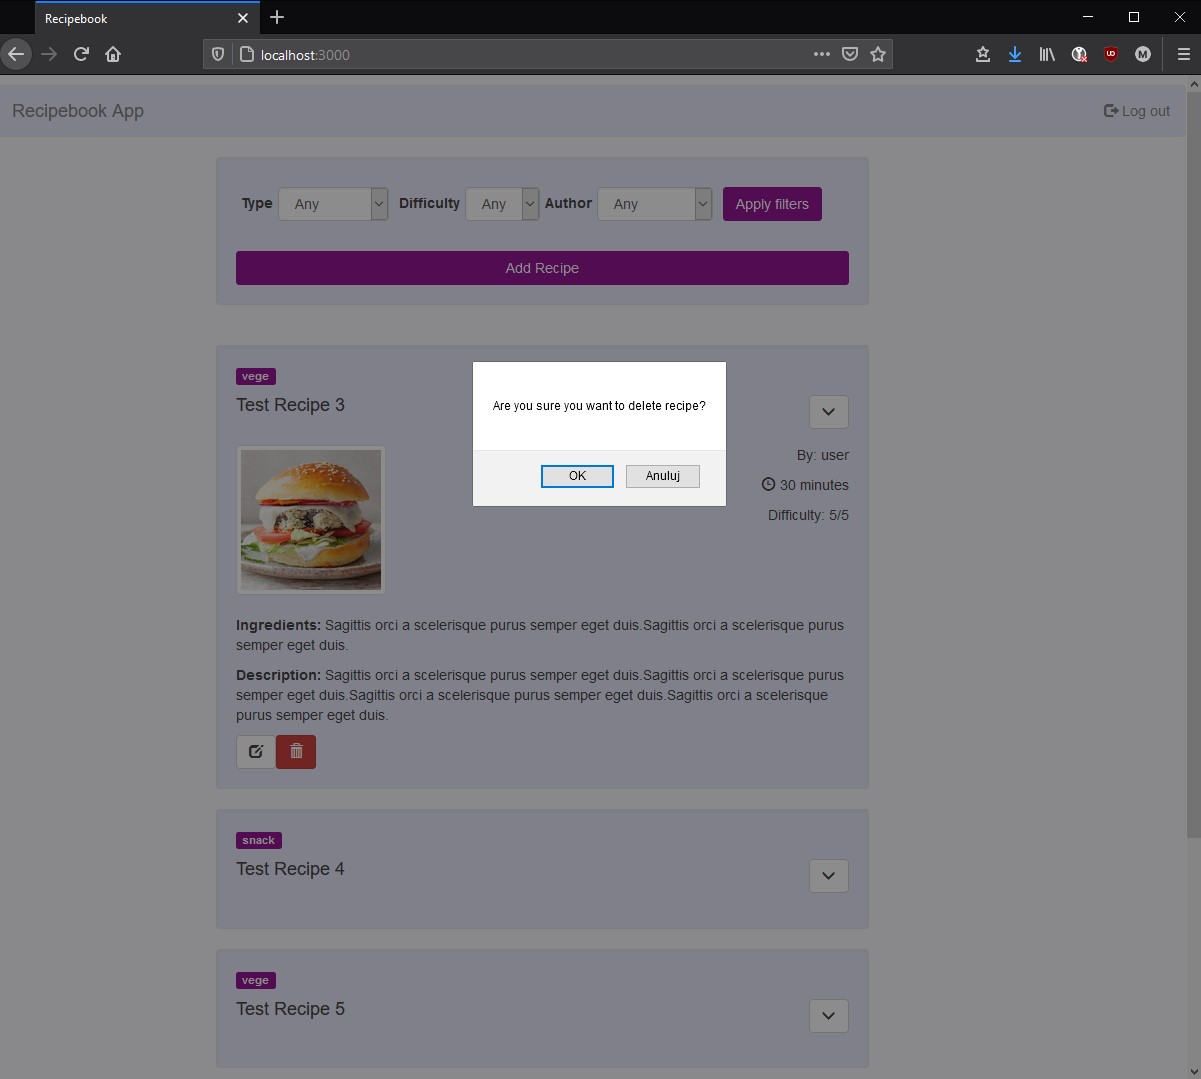 Recipebook
localhost:3000
UO
M
Recipebook App
Log out
Type Any Difficulty Any Author Any Apply filters
Add Recipe
vege
Test Recipe 3
Are you sure you want to delete recipe?
OK Anuluj
By: user
30 minutes
Difficulty: 5/5
Ingredients: Sagittis orci a scelerisque purus semper eget duis.Sagittis orci a scelerisque purus
semper eget duis.
Description: Sagittis orci a scelerisque purus semper eget duis.Sagittis orci a scelerisque purus
semper eget duis.Sagittis orci a scelerisque purus semper eget duis.Sagittis orci a scelerisque
purus semper eget duis.
snack
Test Recipe 4
vege
Test Recipe 5